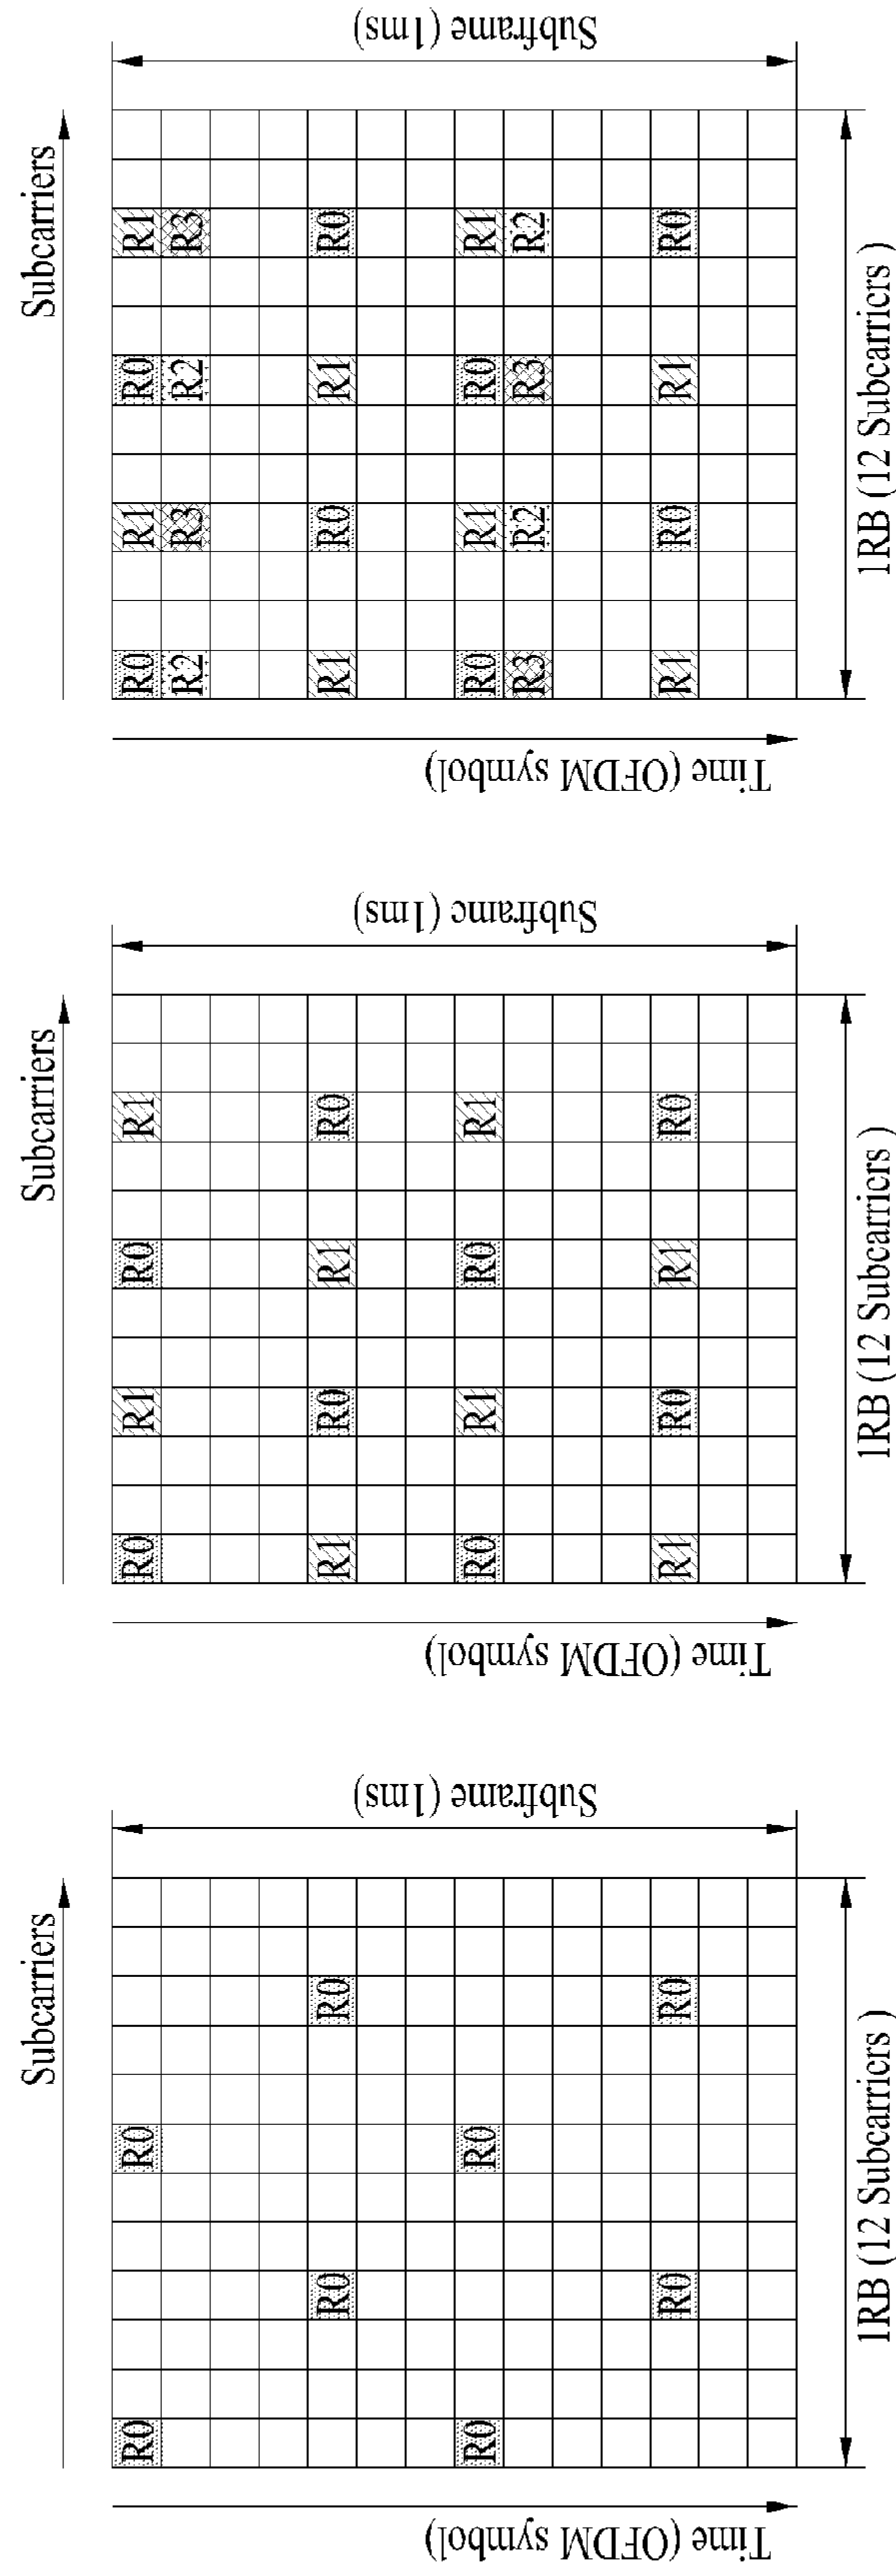 Subcarriers
Time (OFDM symbol)
R0 R0
R0 R0
R0 R0
R0 R0
Subframe (1ms)
1RB (12 Subcarriers )
Subcarriers
Time (OFDM symbol)
R0 R1 R0 R1
R1 R0 R1 R0
R0 R1 R0 R1
R1 R0 R1 R0
Subframe (1ms)
1RB (12 Subcarriers )
Subcarriers
Time (OFDM symbol)
R0 R1 R0 R1
R2 R3 R2 R3
R1 R0 R1 R0
R0 R1 R0 R1
R3 R2 R3 R2
R1 R0 R1 R0
Subframe (1ms)
1RB (12 Subcarriers )